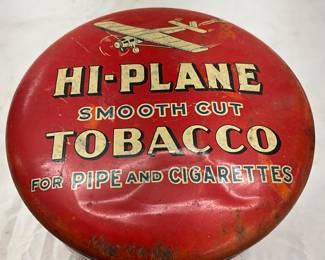 HI-PLANE
SMOOTH CUT
TOBACCO
FOR PIPE AND CIGARETTES